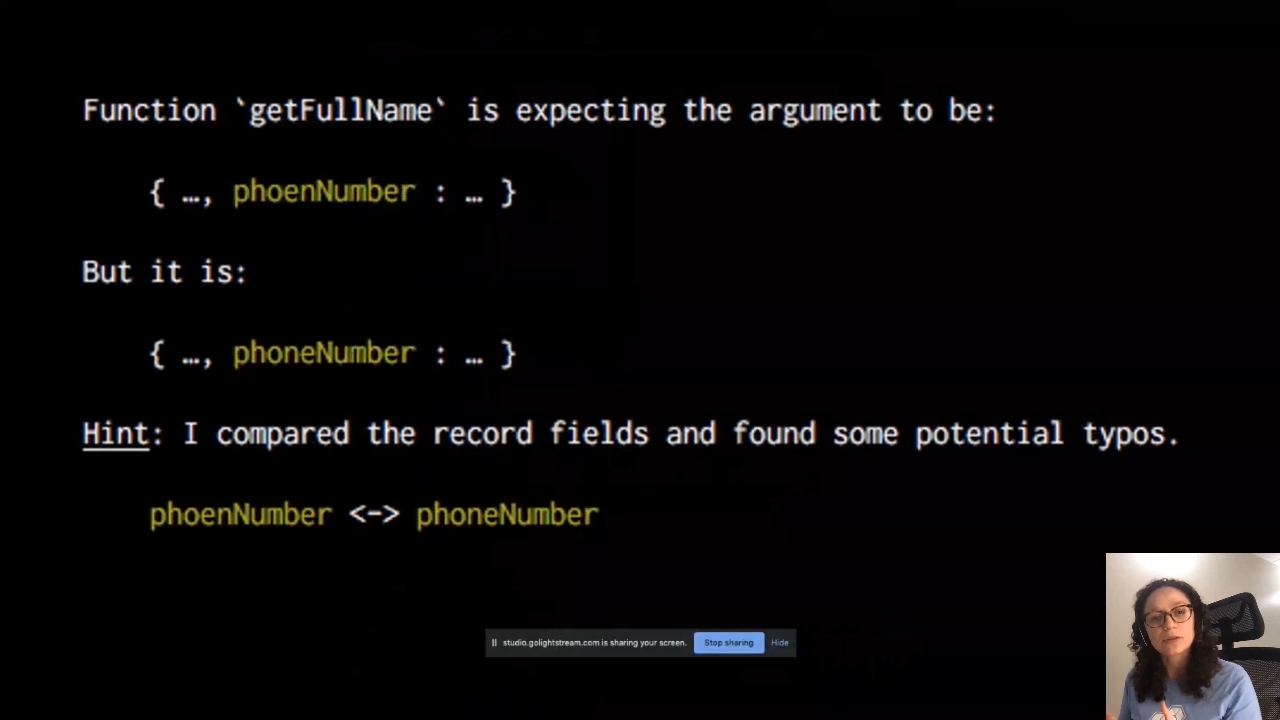 Function `getFullName` is expecting the argument to be:
{ …, phoenNumber : … }
But it is:
{ …, phoneNumber : … }
Hint: I compared the record fields and found some potential typos.
phoenNumber <-> phoneNumber
studio.golightstream.com is sharing your screen. Stop sharing Hide